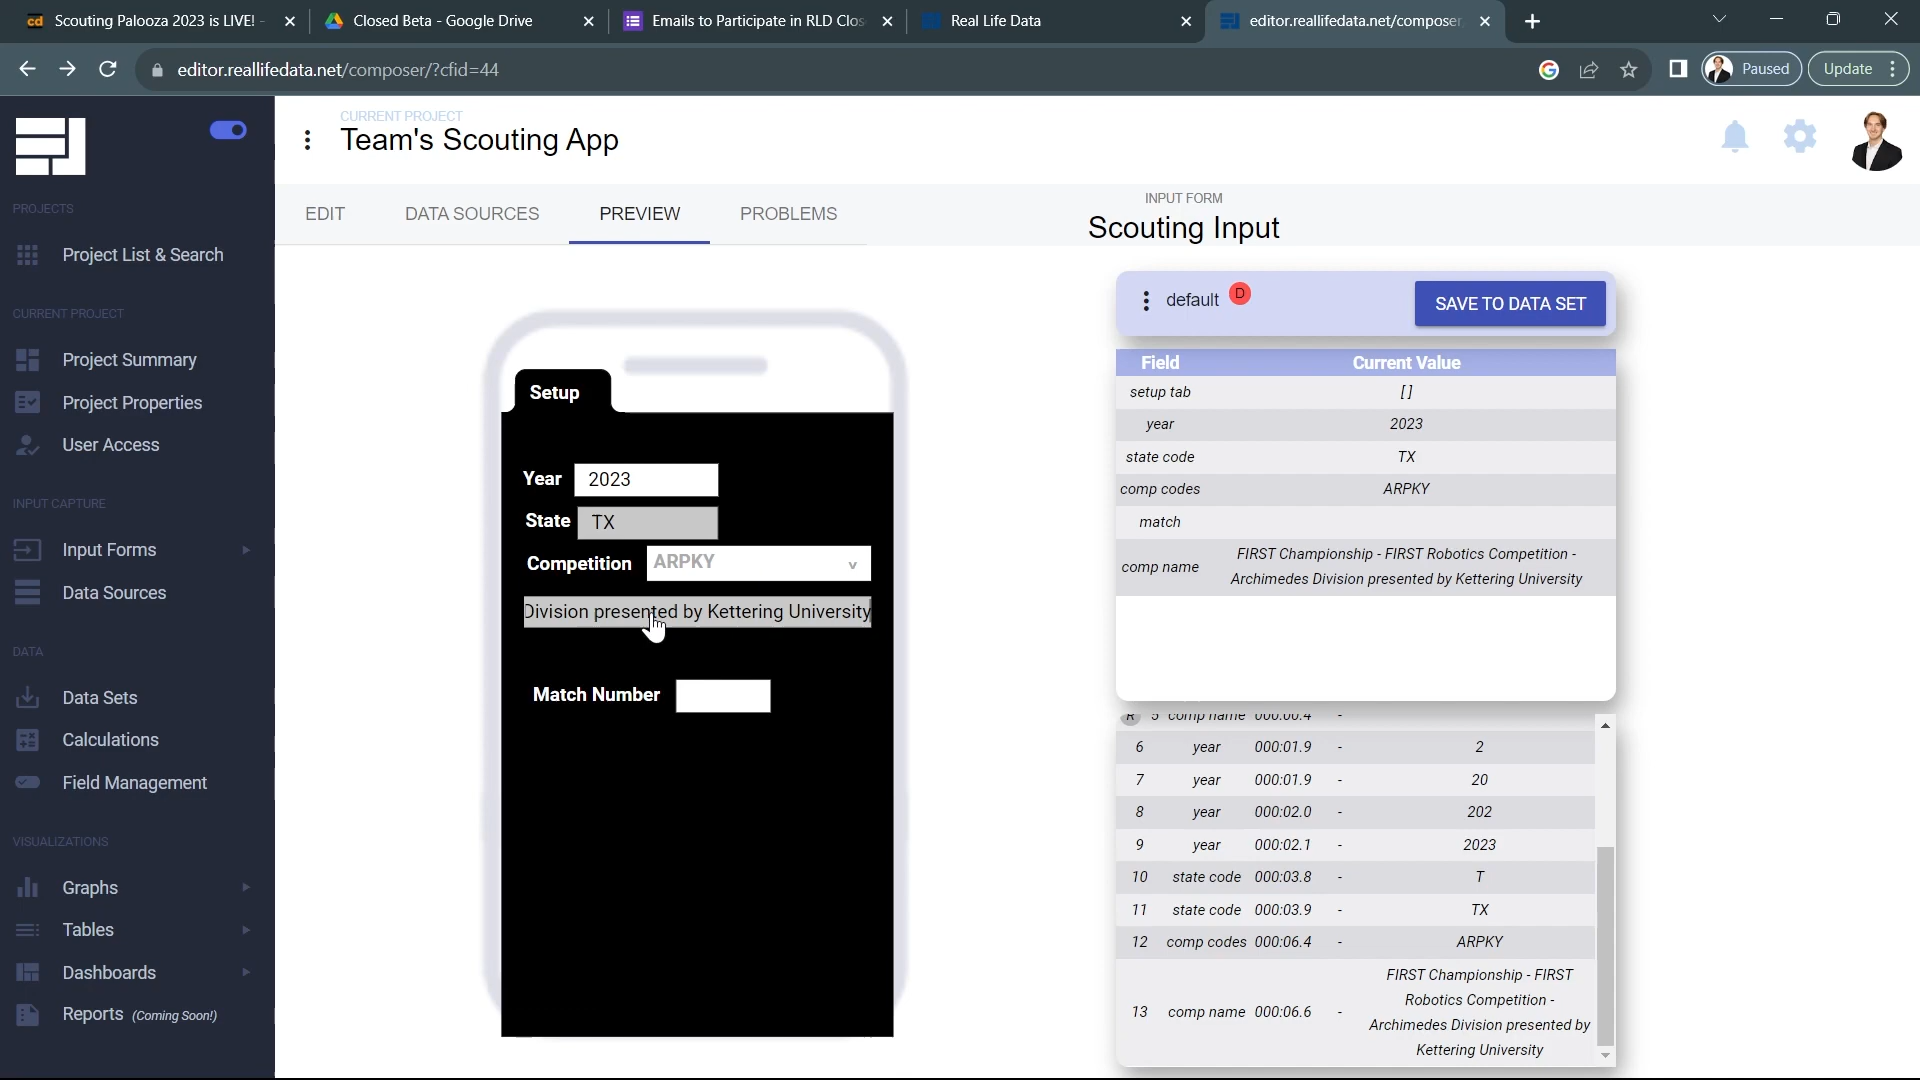 Scouting Palooza 2023 is LIVE! -
Closed Beta - Google Drive
Emails to Participate in RLD Clos
Real Life Data
editor.reallifedata.net/composer
editor.reallifedata.net/composer/?cfid=44
Paused
Update
CURRENT PROJECT
Team's Scouting App
PROJECTS
Project List & Search
CURRENT PROJECT
Project Summary
Project Properties
User Access
INPUT CAPTURE
Input Forms
Data Sources
DATA
Data Sets
Calculations
Field Management
VISUALIZATIONS
Graphs
Tables
Dashboards
Reports (Coming Soon!)
EDIT DATA SOURCES PREVIEW PROBLEMS
INPUT FORM
Scouting Input
Setup
Year 2023
State TX
Competition ARPKY v
Division presented by Kettering University
Match Number
default D SAVE TO DATA SET
Field Current Value
setup tab []
year 2023
state code TX
comp codes ARPKY
match
comp name FIRST Championship - FIRST Robotics Competition -
Archimedes Division presented by Kettering University
R 5 comp name 000:00.4 -
6 year 000:01.9 - 2
7 year 000:01.9 - 20
8 year 000:02.0 - 202
9 year 000:02.1 - 2023
10 state code 000:03.8 - T
11 state code 000:03.9 - TX
12 comp codes 000:06.4 - ARPKY
13 comp name 000:06.6 - FIRST Championship - FIRST
Robotics Competition -
Archimedes Division presented by
Kettering University